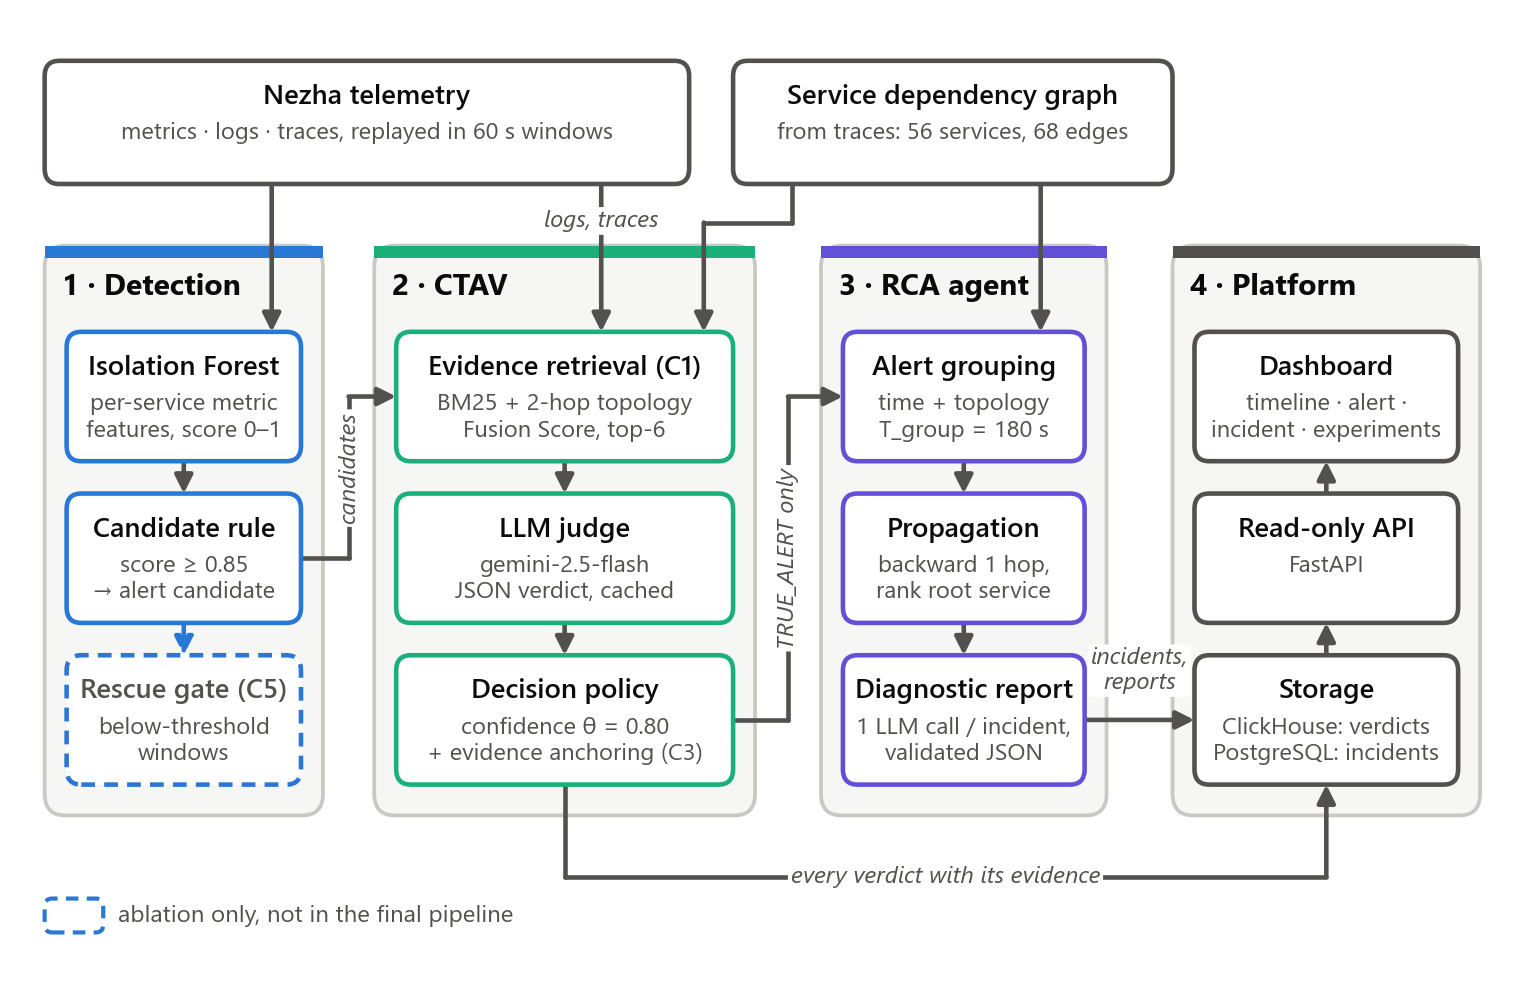 Nezha telemetry
metrics · logs · traces, replayed in 60 s windows
Service dependency graph
from traces: 56 services, 68 edges
logs, traces
1 · Detection
Isolation Forest
per-service metric
features, score 0–1
Candidate rule
score ≥ 0.85
→ alert candidate
Rescue gate (C5)
below-threshold
windows
candidates
2 · CTAV
Evidence retrieval (C1)
BM25 + 2-hop topology
Fusion Score, top-6
LLM judge
gemini-2.5-flash
JSON verdict, cached
Decision policy
confidence θ = 0.80
+ evidence anchoring (C3)
TRUE_ALERT only
3 · RCA agent
Alert grouping
time + topology
T_group = 180 s
Propagation
backward 1 hop,
rank root service
Diagnostic report
1 LLM call / incident,
validated JSON
incidents,
reports
4 · Platform
Dashboard
timeline · alert ·
incident · experiments
Read-only API
FastAPI
Storage
ClickHouse: verdicts
PostgreSQL: incidents
every verdict with its evidence
ablation only, not in the final pipeline